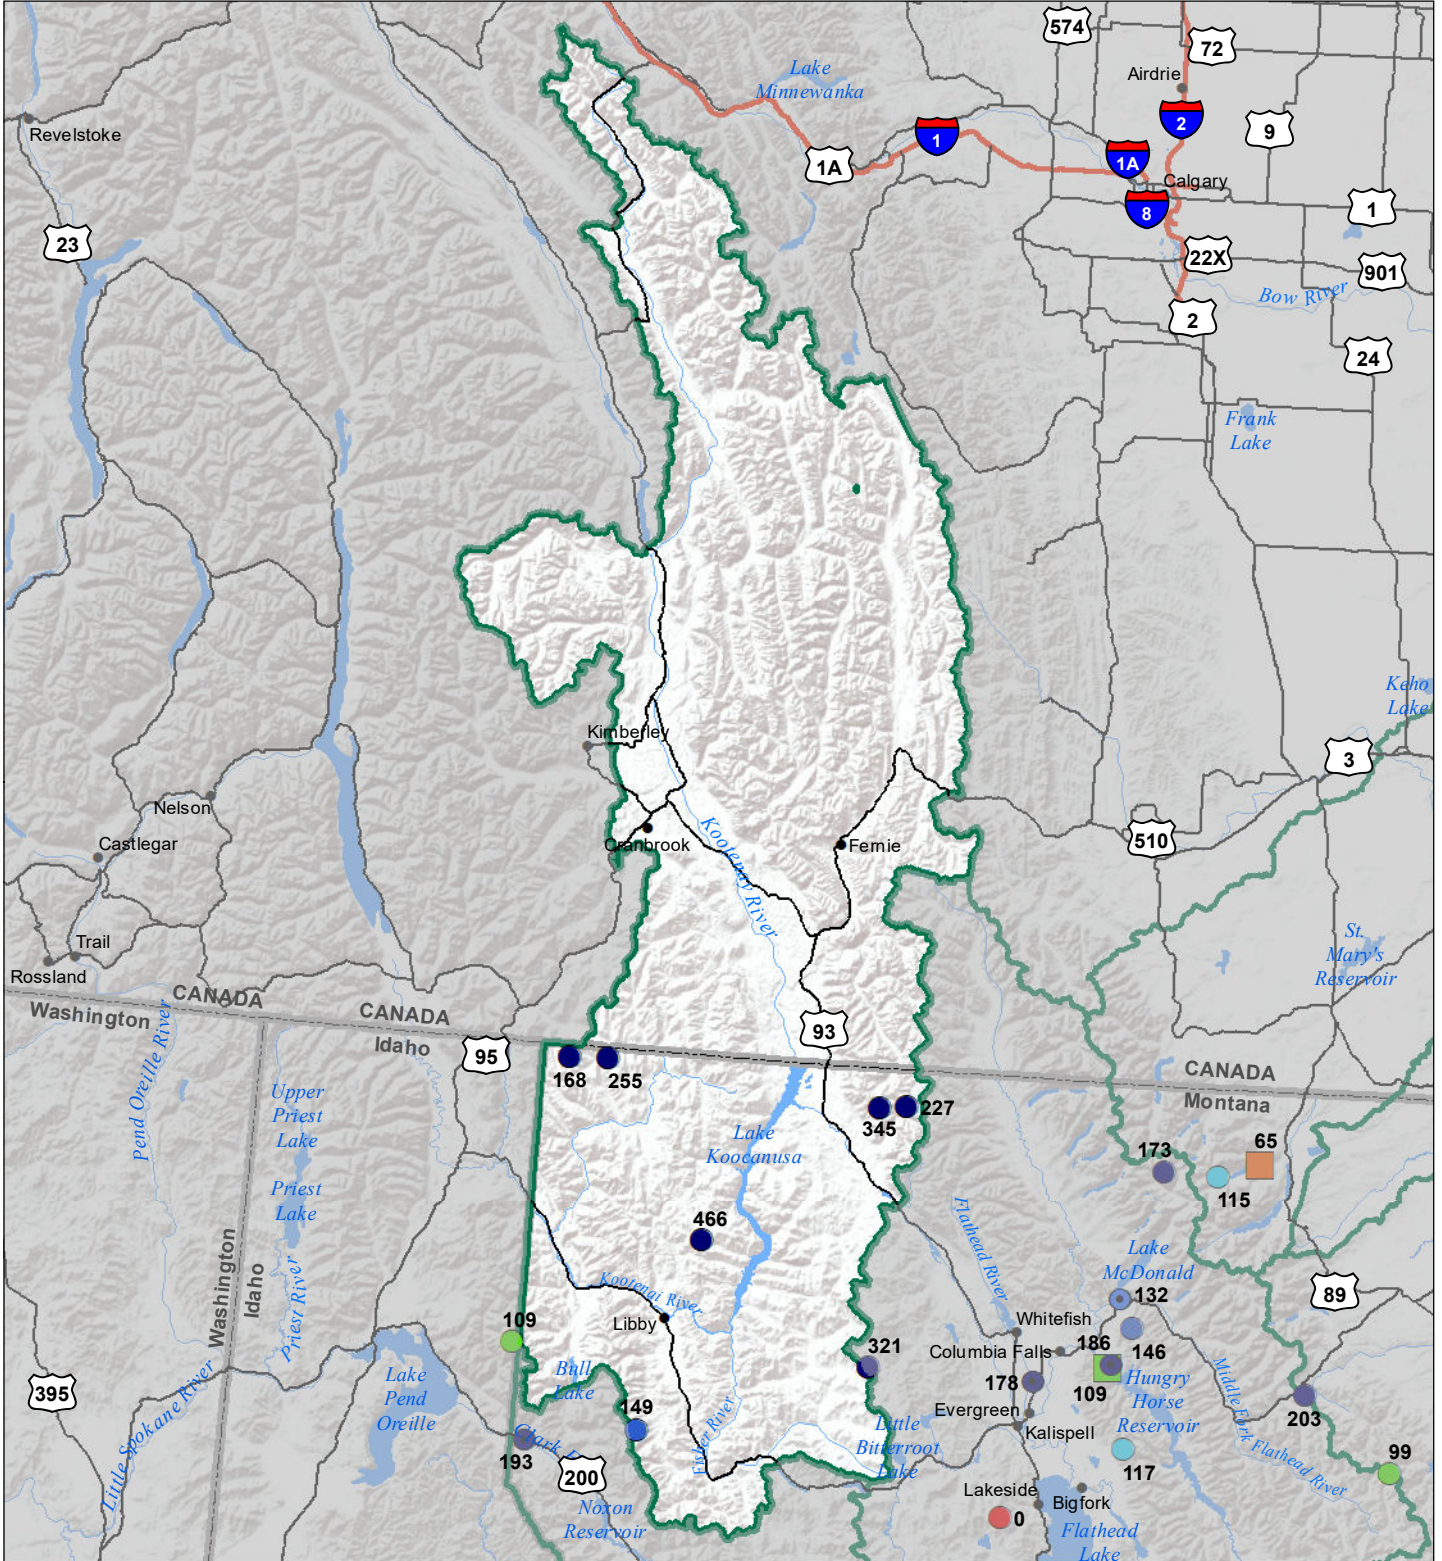 574
72
Lake
Minnewanka
Airdrie
2
9
Revelstoke
1
1A
1A
Calgary
8
1
23
22X
901
Bow River
2
24
Frank
Lake
Keho
Lake
Kimberley
3
Nelson
Castlegar
Cranbrook
Kootenay River
Fernie
510
Trail
Rossland
St.
Mary's
Reservoir
CANADA
Washington
CANADA
Idaho
95
93
168
255
CANADA
Montana
Pend Oreille River
Upper
Priest
Lake
Priest
Lake
345
227
Lake
Koocanusa
173
65
115
Washington
Idaho
Priest River
466
Flathead River
Lake
McDonald
132
89
Kootenai River
Libby
109
Whitefish
Columbia Falls
186
146
321
Bull
Lake
395
Lake
Pend
Oreille
178
109
Hungry
Horse
Reservoir
Middle Fork Flathead River
203
149
Evergreen
Kalispell
Little
Bitterroot
Lake
Fisher River
Little Spokane River
Clark
193
200
117
99
Noxon
Reservoir
Lakeside
Bigfork
0
Flathead
Lake